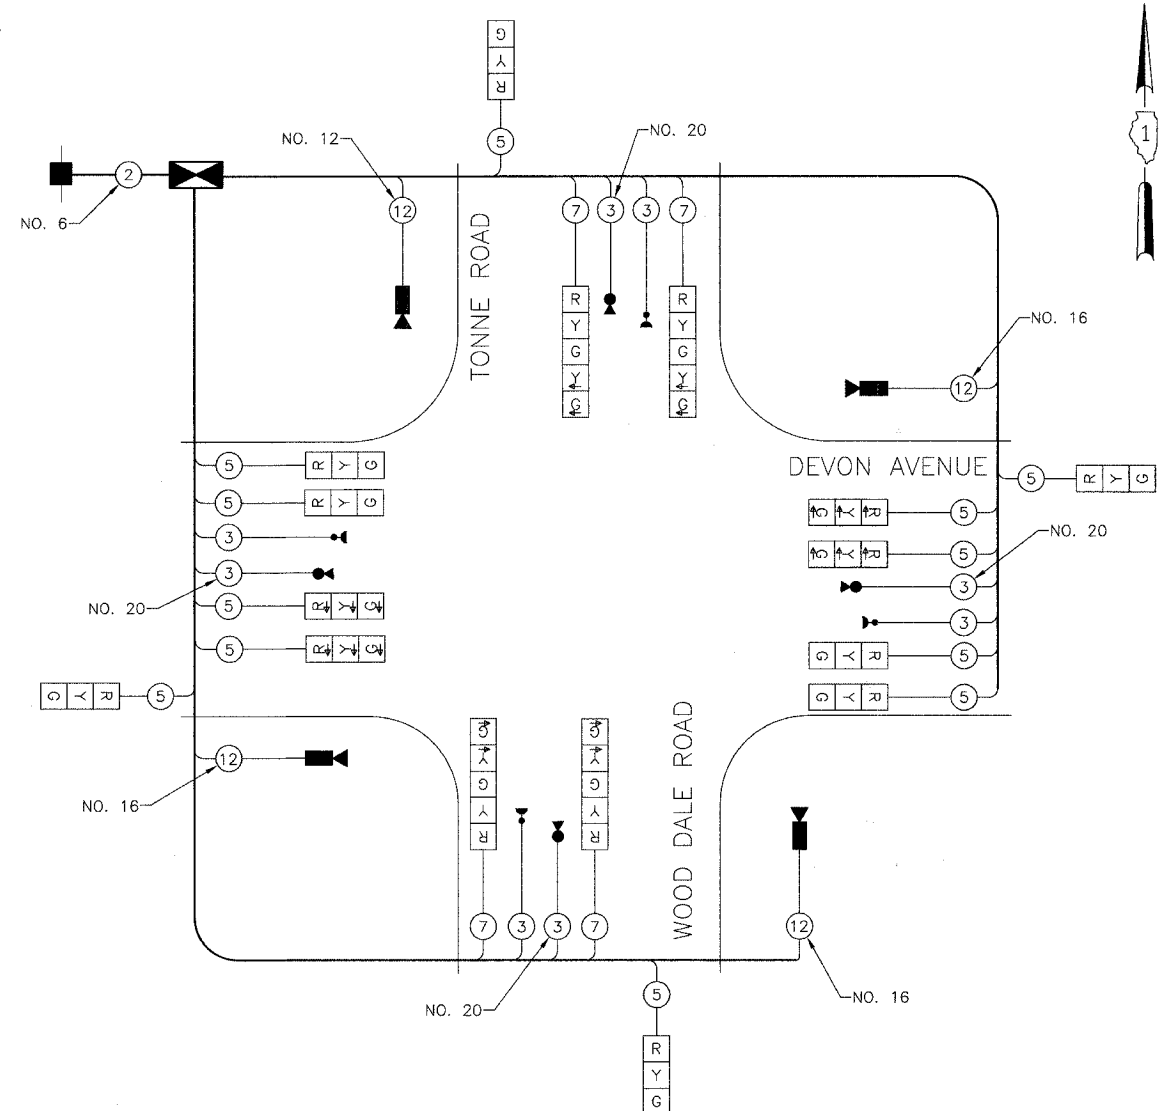 G Y R
5
1
NO. 12
NO. 20
2
NO. 6
12
7
3
3
7
TONNE ROAD
R Y G Y G
R Y G Y G
NO. 16
12
5 R Y G
DEVON AVENUE
5 R Y G
5 R Y G
G Y R 5
3
G Y R 5
NO. 20
3
3
NO. 20
5 R Y G
3
5 R Y G
G Y R 5
G Y R 5
G Y R 5
12
NO. 16
G Y G Y R
G Y G Y R
WOOD DALE ROAD
7
3
3
7
12
NO. 20
5
NO. 16
R Y G